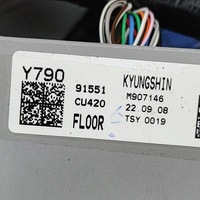 Y790
91551
CU420
FLOOR
KYUNGSHIN
M907146
22.09.08
TSY 0019